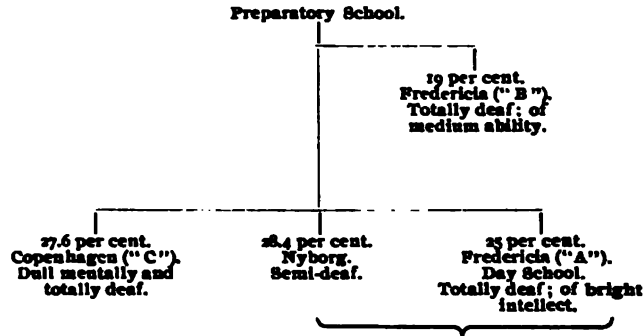 Preparatory School.
19 per cent.
Fredericia (“ B ”).
Totally deaf; of
medium ability.
27.6 per cent.
Copenhagen (“ C ”).
Dull mentally and
totally deaf.
28.4 per cent.
Nyborg.
Semi-deaf.
25 per cent.
Fredericia (“A”).
Day School.
Totally deaf; of bright
intellect.